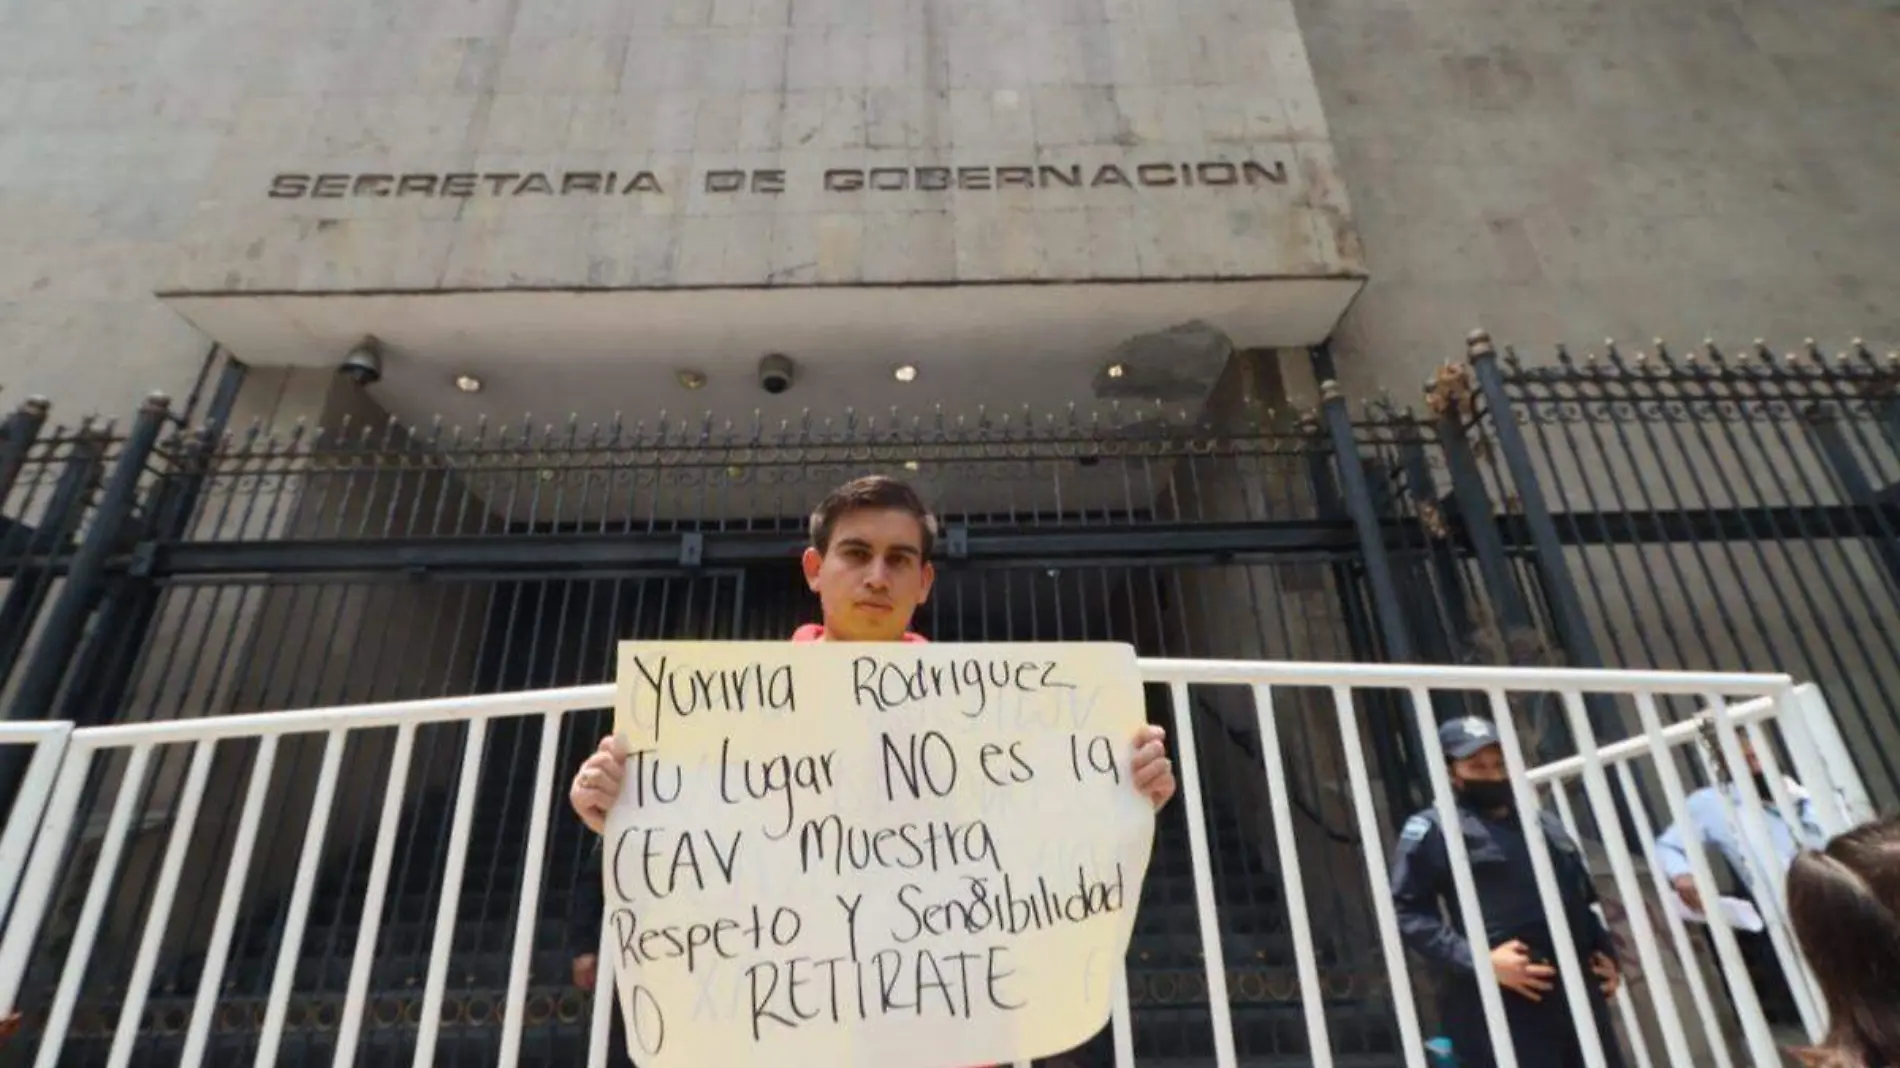 SECRETARIA DE GOBERNACION
Yuriria Rodriguez
Tu lugar NO es la
CEAV Muestra
Respeto Y Sensibilidad
O RETIRATE